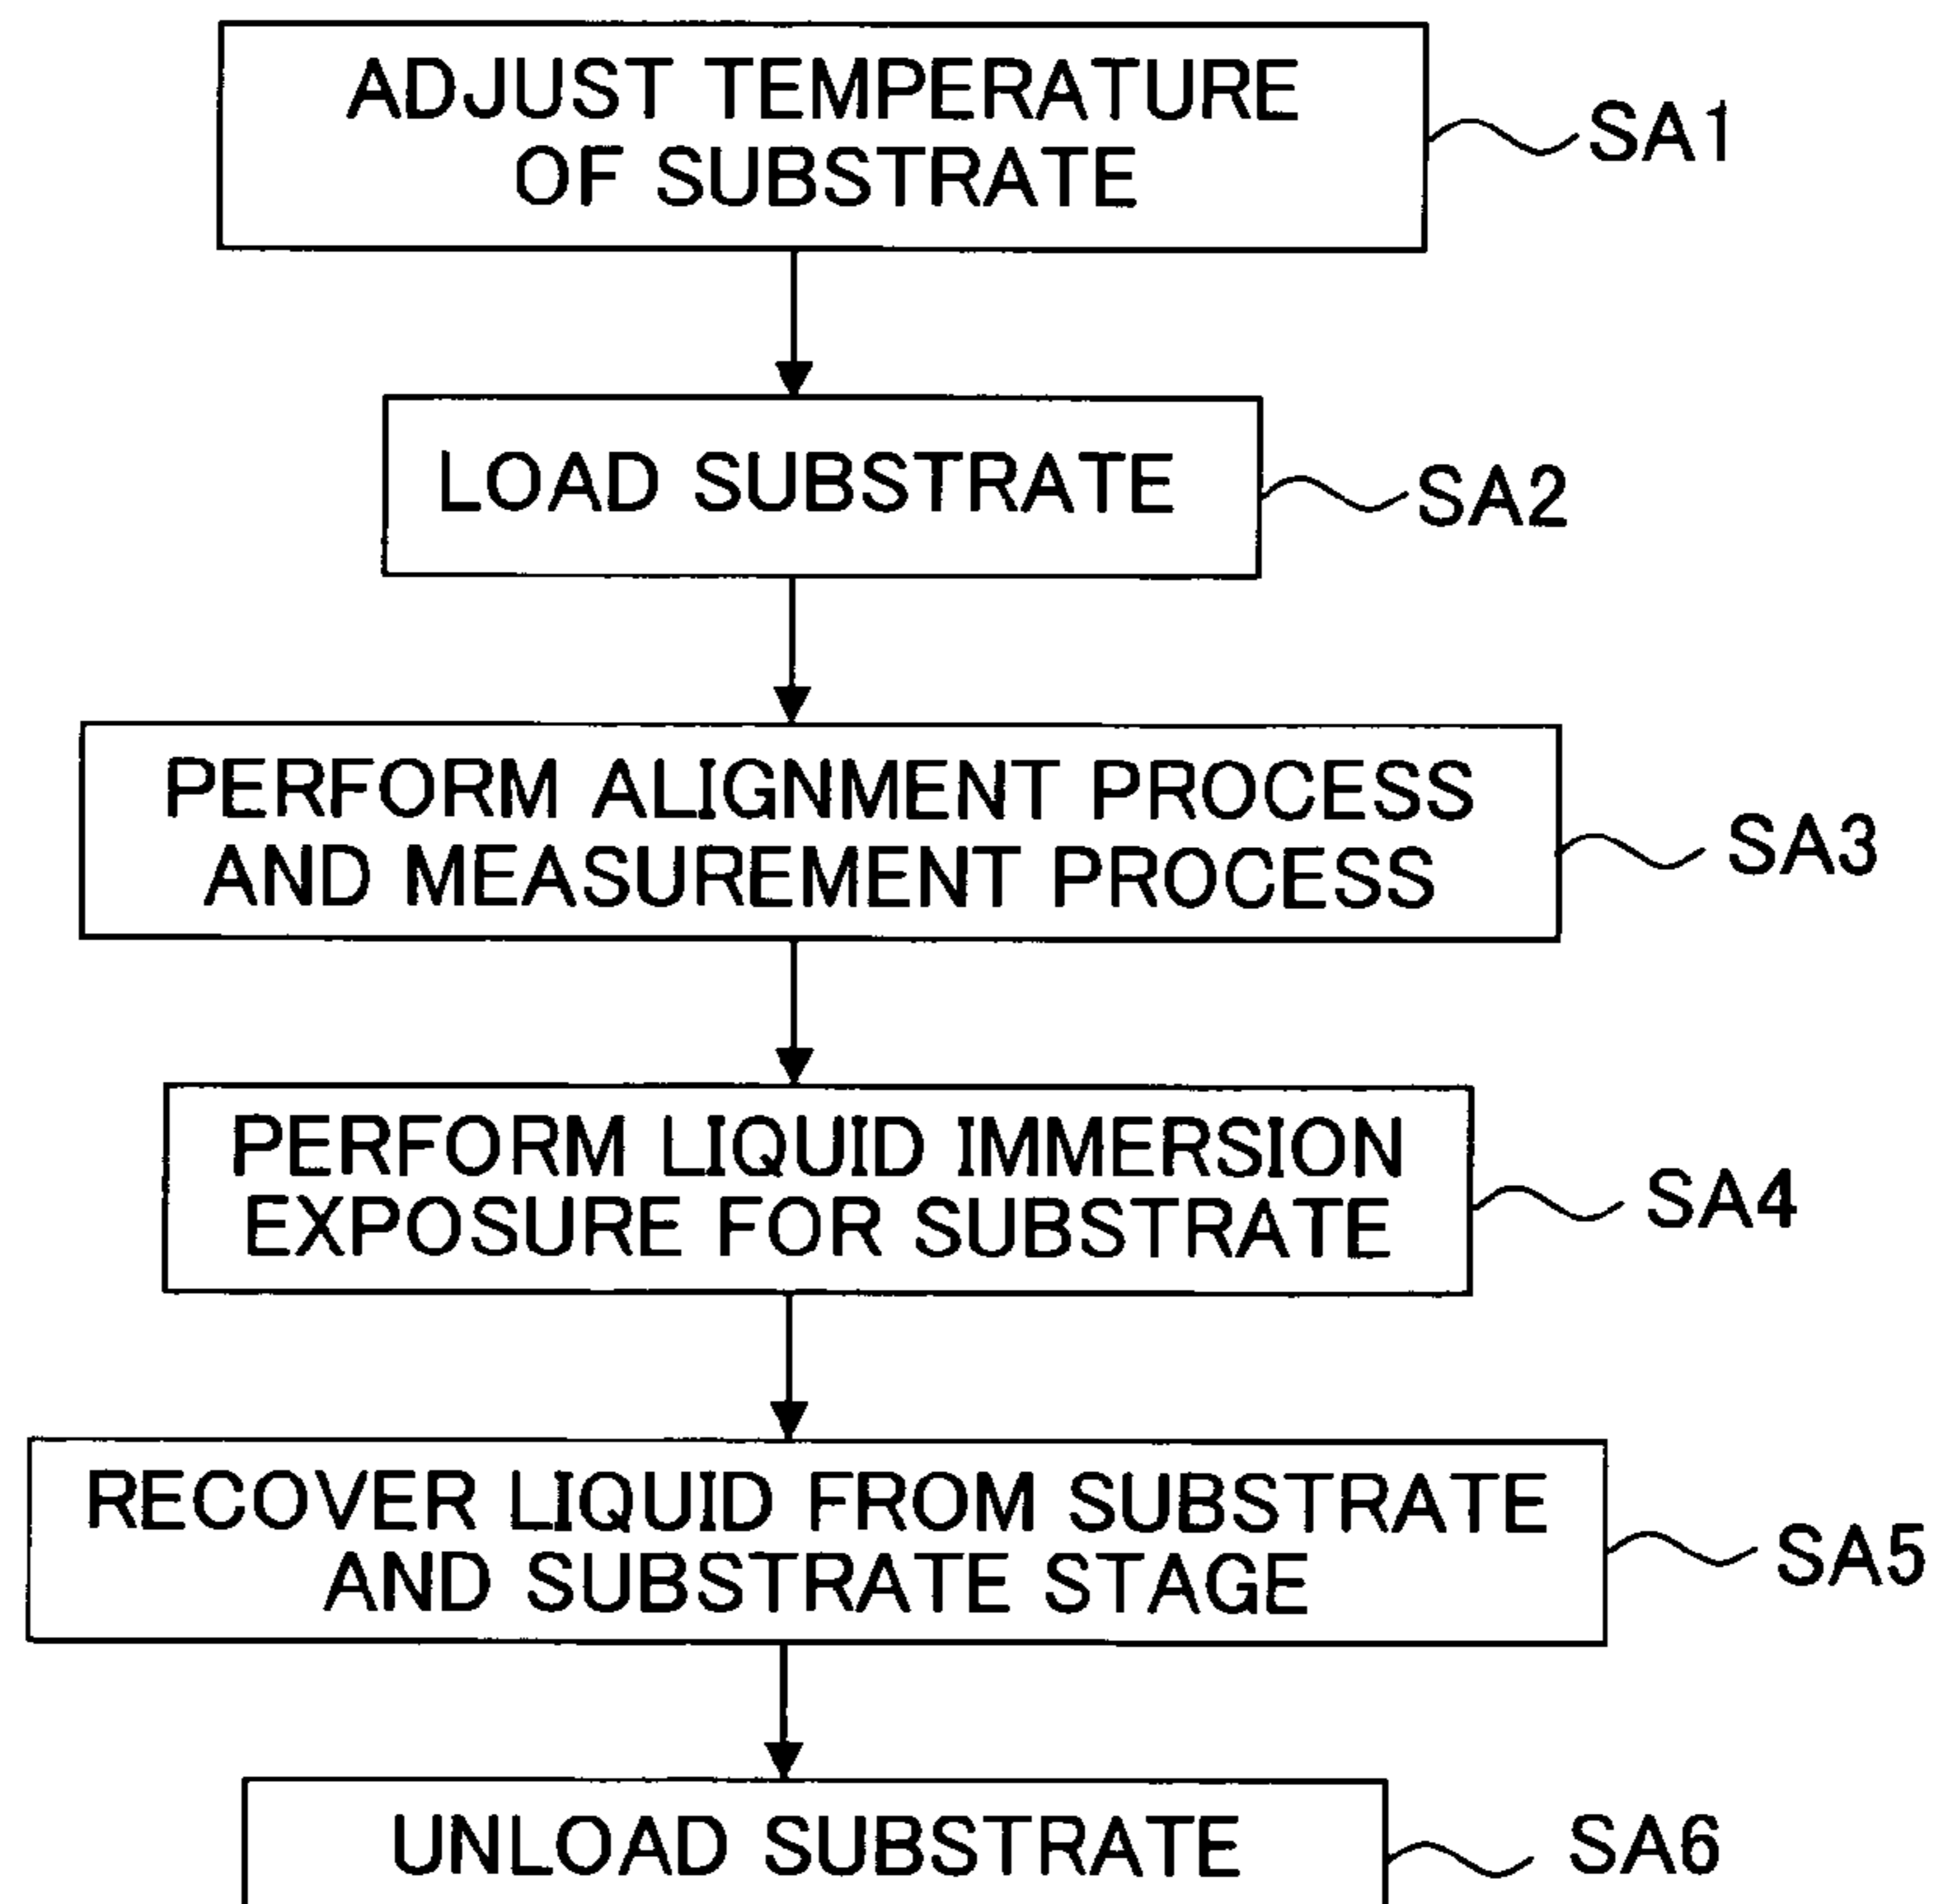 ADJUST TEMPERATURE
OF SUBSTRATE
SA1
LOAD SUBSTRATE
SA2
PERFORM ALIGNMENT PROCESS
AND MEASUREMENT PROCESS
SA3
PERFORM LIQUID IMMERSION
EXPOSURE FOR SUBSTRATE
SA4
RECOVER LIQUID FROM SUBSTRATE
AND SUBSTRATE STAGE
SA5
UNLOAD SUBSTRATE
SA6